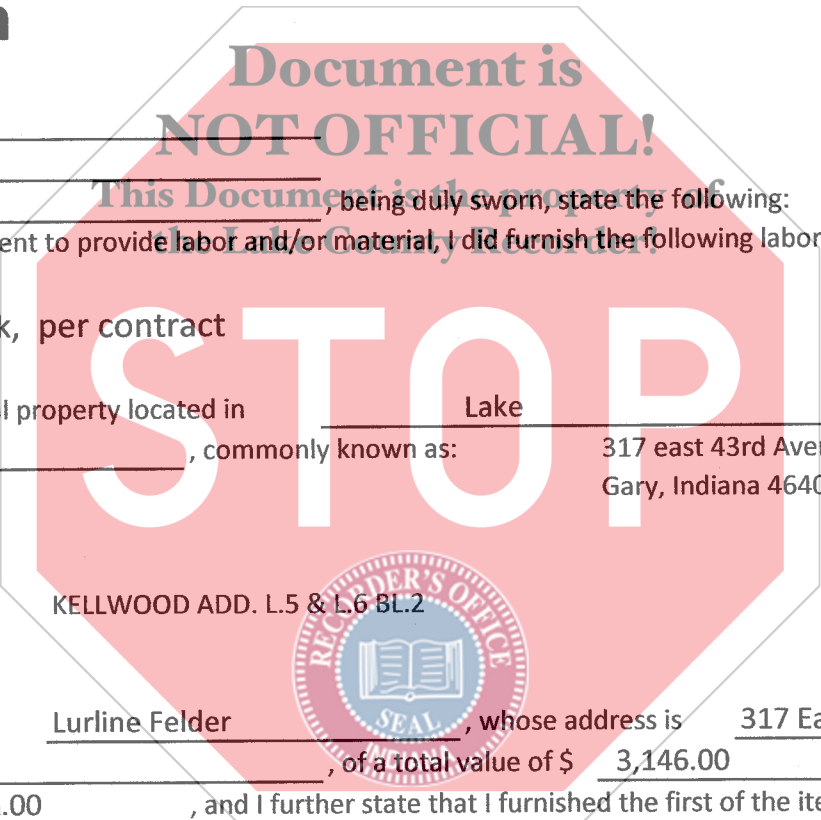 Document is
NOT OFFICIAL!
This Document is the property of
, being duly sworn, state the following:
the Lake County Recorder!
ent to provide labor and/or material, I did furnish the following labor
k, per contract
STOP
l property located in Lake
, commonly known as: 317 east 43rd Ave
Gary, Indiana 4640
KELLWOOD ADD. L.5 & L.6 BL.2
RECORDER'S OFFICE
SEAL
INDIANA
Lurline Felder , whose address is 317 Ea
, of a total value of $ 3,146.00
.00 , and I further state that I furnished the first of the ite